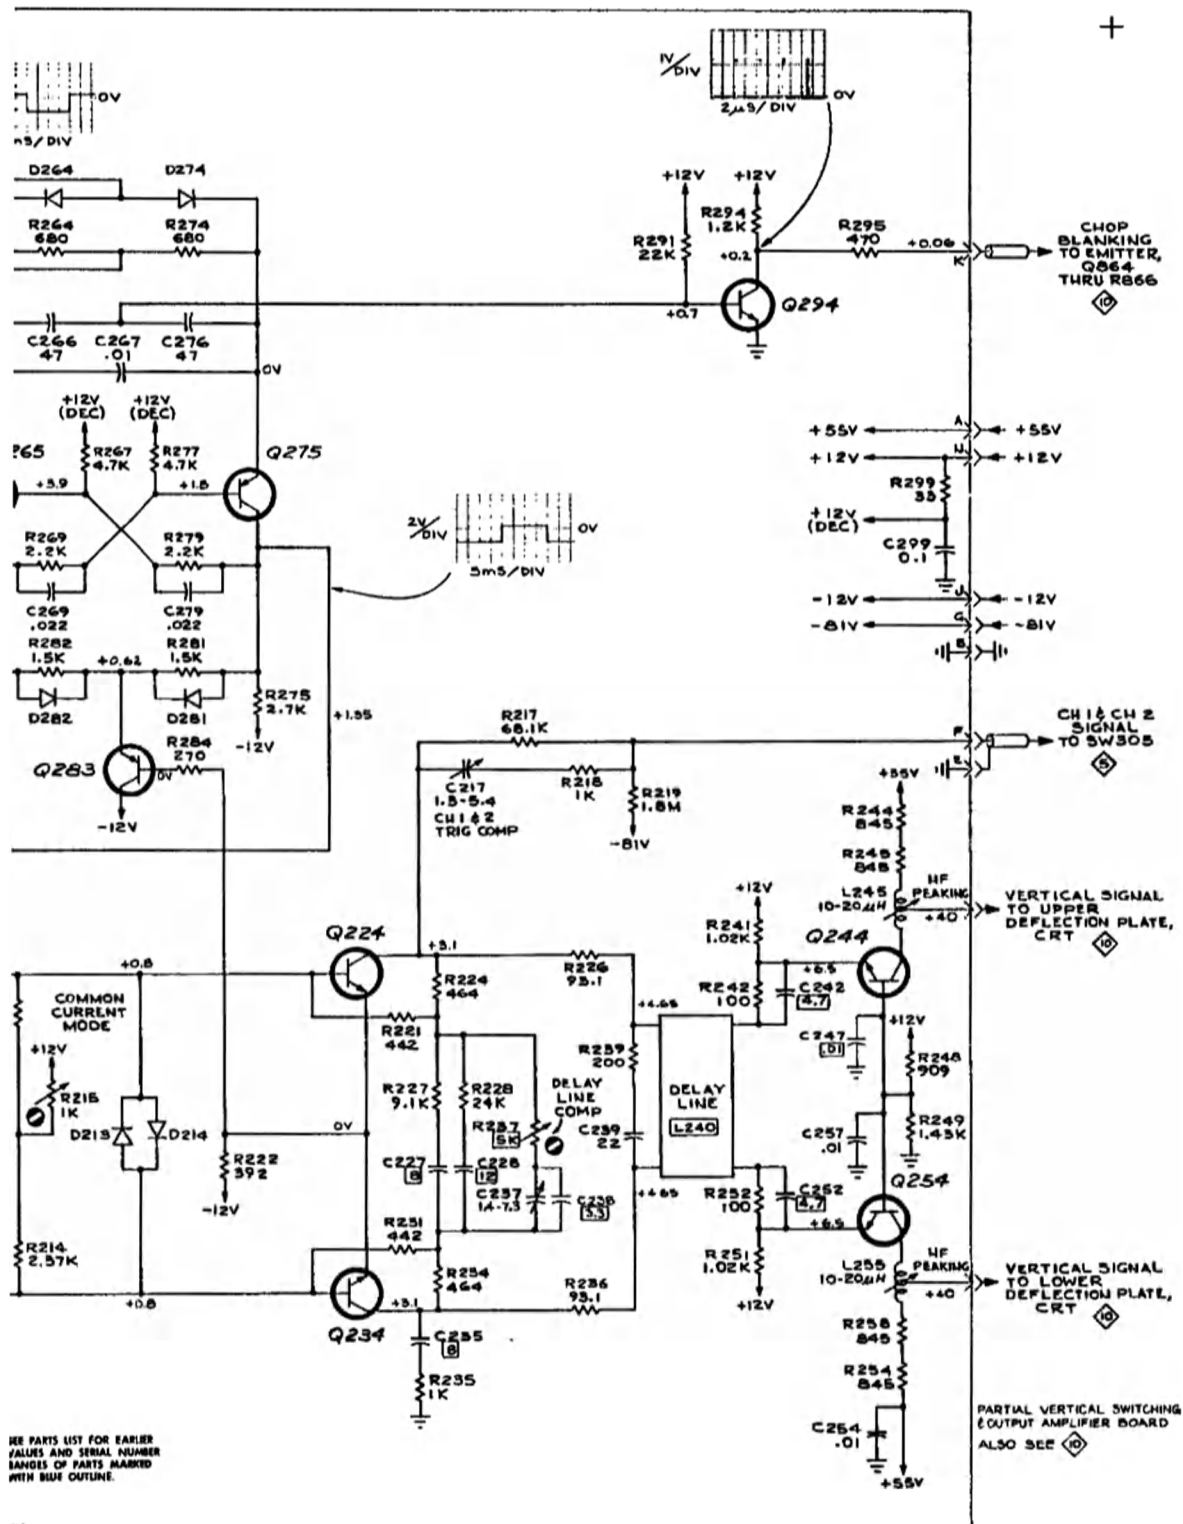 1V/DIV
0V
2µS/DIV
0V
mS/DIV
D264
D274
+12V
+12V
R264
680
R274
680
R294
1.2K
R291
22K
R295
470
+0.06
+0.2
K
CHOP
BLANKING
TO EMITTER,
Q864
THRU R866
10
Q294
+0.7
C266
47
C267
.01
C276
47
0V
+12V
(DEC)
+12V
(DEC)
265
R267
4.7K
R277
4.7K
Q275
+3.9
+1.8
+55V
A
+55V
+12V
H
+12V
R299
33
+12V
(DEC)
C299
0.1
2V/DIV
0V
5mS/DIV
R269
2.2K
R279
2.2K
C269
.022
C279
.022
-12V
J
-12V
-81V
G
-81V
B
R282
1.5K
+0.62
R281
1.5K
D282
D281
R275
2.7K
-12V
+1.35
R284
270
Q283
0V
-12V
R217
68.1K
C217
1.5-5.4
CH 1 & 2
TRIG COMP
R218
1K
R219
1.8M
-81V
F
E
CH 1 & CH 2
SIGNAL
TO SW305
5
+55V
R244
845
R245
845
L245
10-20µH
HF
PEAKING
+40
VERTICAL SIGNAL
TO UPPER
DEFLECTION PLATE,
CRT
10
+12V
R241
1.02K
Q244
Q224
+3.1
+0.8
R224
464
R226
93.1
+6.5
R242
100
C242
4.7
COMMON
CURRENT
MODE
+12V
R215
1K
R221
442
+4.65
R239
200
C247
.01
+12V
R248
909
R227
9.1K
R228
24K
DELAY
LINE
COMP
R237
5K
DELAY
LINE
L240
D213
D214
0V
C239
22
C257
.01
R249
1.43K
R222
392
-12V
C227
8
C228
12
C237
1.4-7.3
C238
3.3
+4.65
R252
100
C252
4.7
Q254
R231
442
+6.5
R214
2.37K
R234
464
R236
93.1
R251
1.02K
+12V
L255
10-20µH
HF
PEAKING
+40
VERTICAL SIGNAL
TO LOWER
DEFLECTION PLATE,
CRT
10
+0.8
+3.1
Q234
C235
8
R235
1K
R258
845
R254
845
C254
.01
+55V
PARTIAL VERTICAL SWITCHING
& OUTPUT AMPLIFIER BOARD
ALSO SEE 10
SEE PARTS LIST FOR EARLIER
VALUES AND SERIAL NUMBER
RANGES OF PARTS MARKED
WITH BLUE OUTLINE.